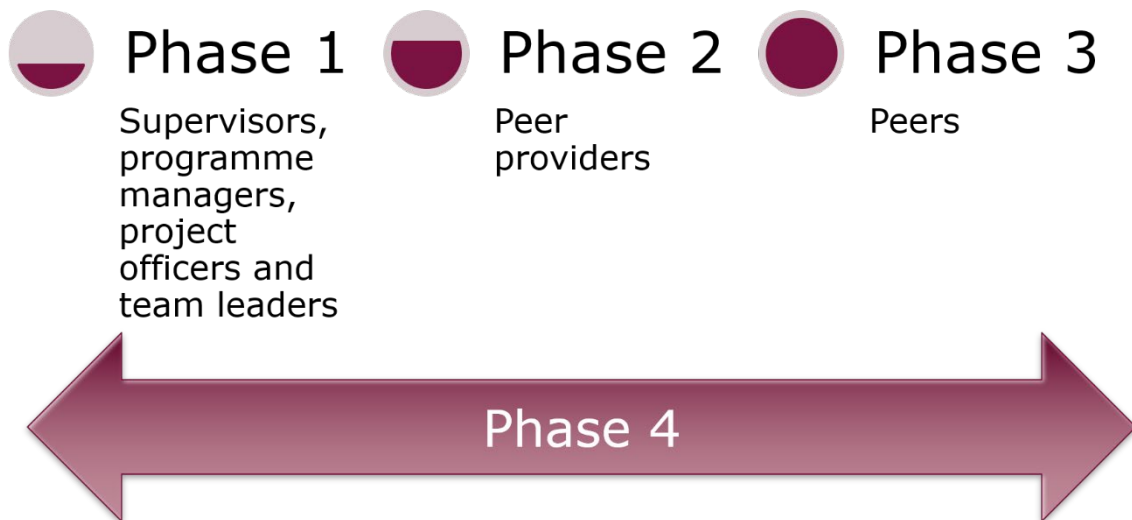 Phase 1
Supervisors,
programme
managers,
project
officers and
team leaders
Phase 2
Peer
providers
Phase 3
Peers
Phase 4